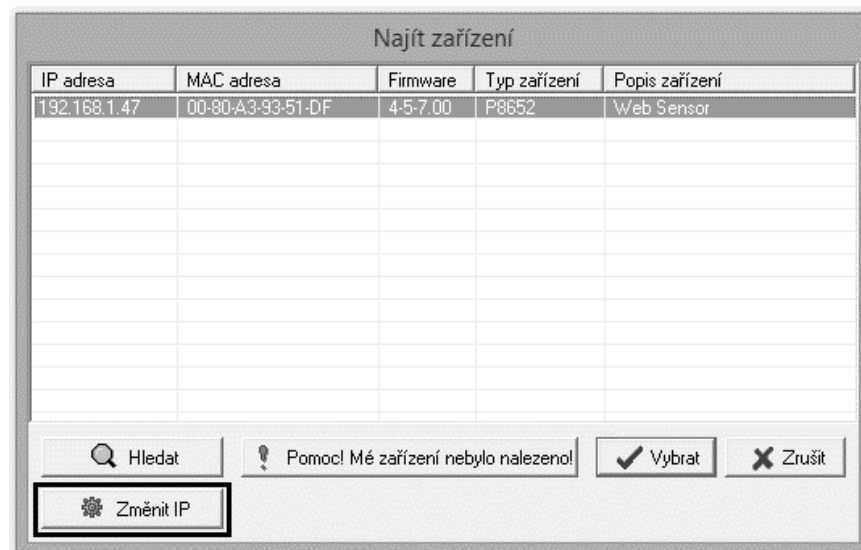 Najít zařízení
IP adresa MAC adresa Firmware Typ zařízení Popis zařízení
192.168.1.47 00-80-A3-93-51-DF 4-5-7.00 P8652 Web Sensor
Hledat Pomoc! Mé zařízení nebylo nalezeno! Vybrat Zrušit
Změnit IP